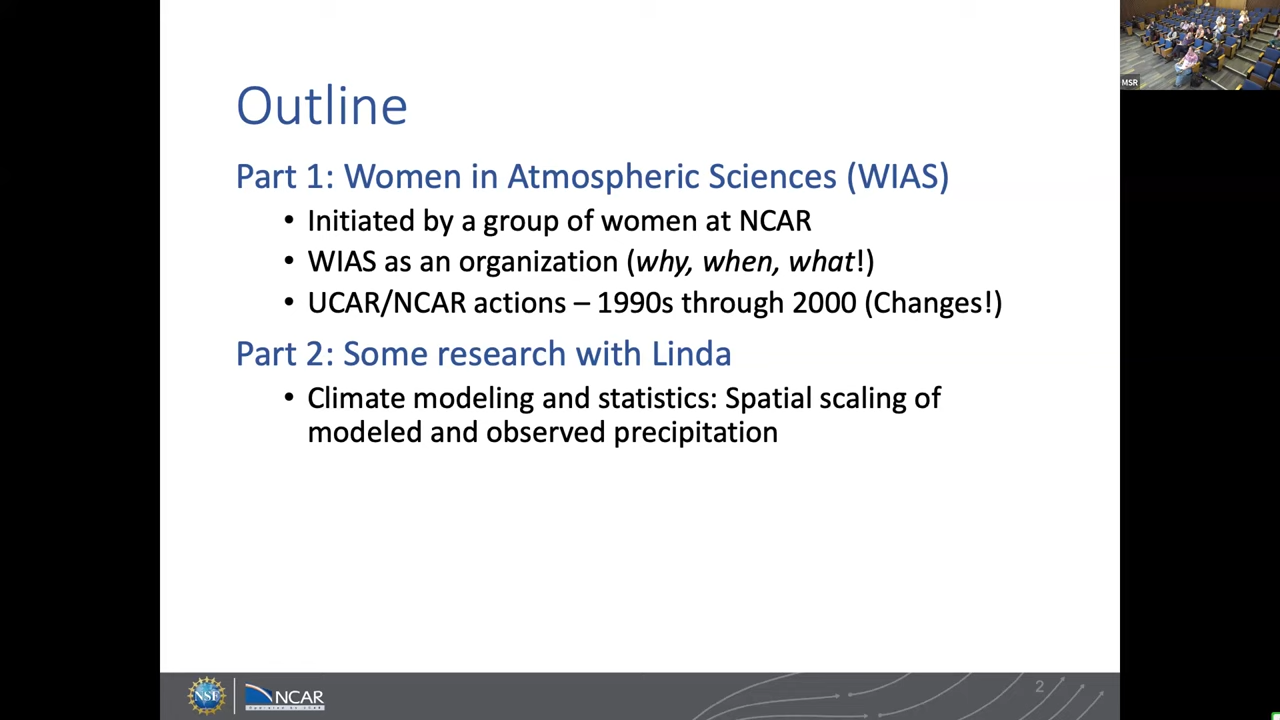 MSR
Outline
Part 1: Women in Atmospheric Sciences (WIAS)
• Initiated by a group of women at NCAR
• WIAS as an organization (why, when, what!)
• UCAR/NCAR actions – 1990s through 2000 (Changes!)
Part 2: Some research with Linda
• Climate modeling and statistics: Spatial scaling of
modeled and observed precipitation
NSF
NCAR
2